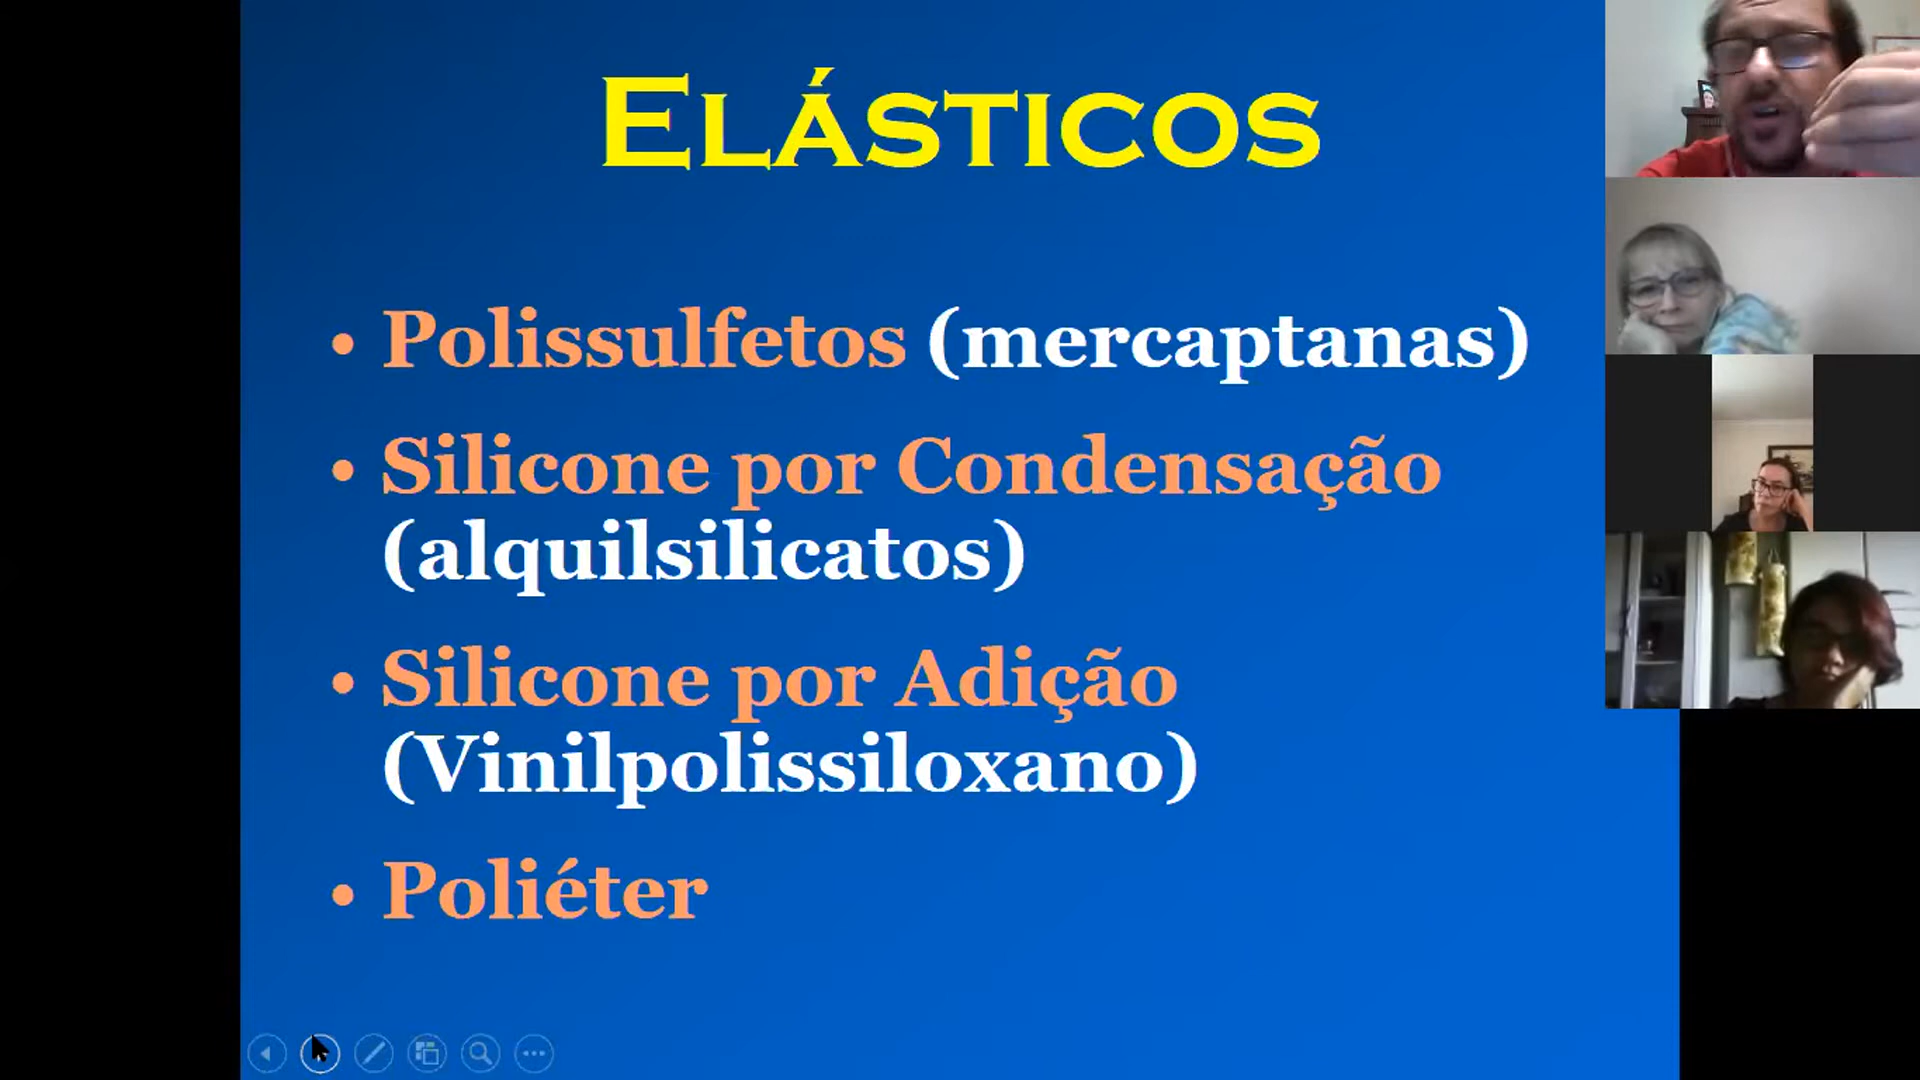 ELÁSTICOS
• Polissulfetos (mercaptanas)
• Silicone por Condensação
(alquilsilicatos)
• Silicone por Adição
(Vinilpolissiloxano)
• Poliéter